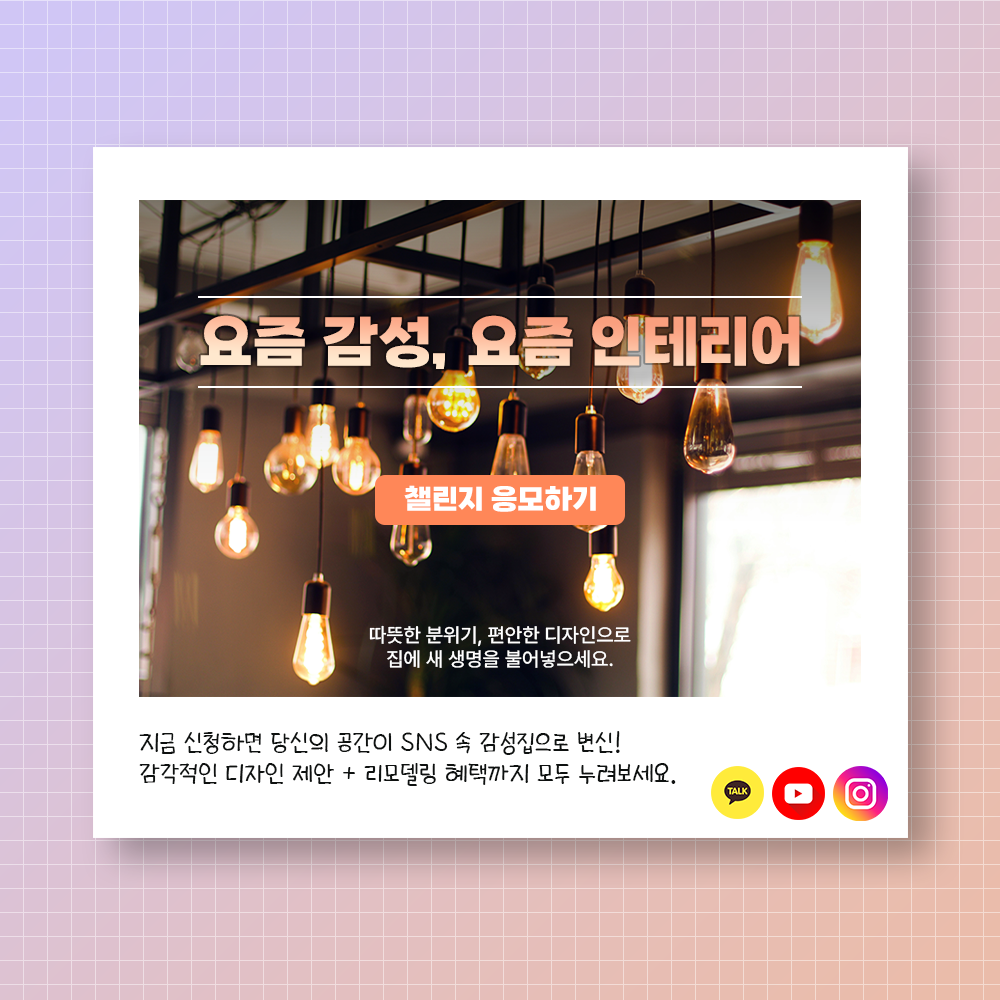 요즘 감성, 요즘 인테리어
챌린지 응모하기
따뜻한 분위기, 편안한 디자인으로
집에 새 생명을 불어넣으세요.
지금 신청하면 당신의 공간이 SNS 속 감성집으로 변신!
감각적인 디자인 제안 + 리모델링 혜택까지 모두 누려보세요.
TALK